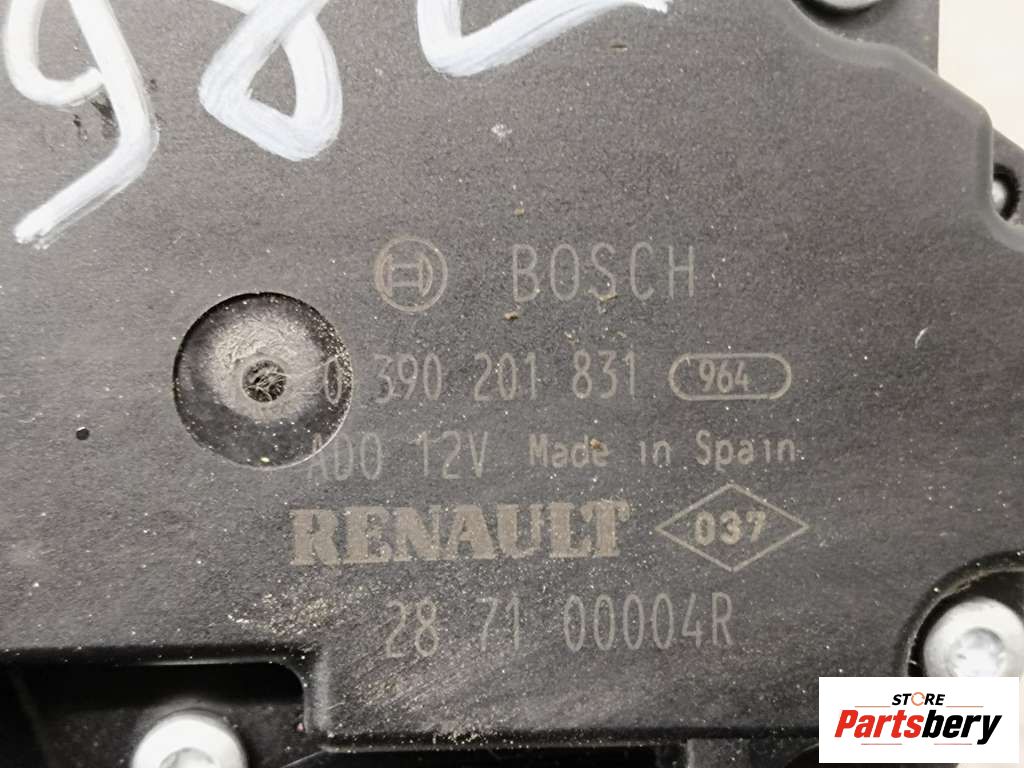 BOSCH
0 390 201 831 964
ADO 12V Made in Spain
RENAULT 037
28 71 00004R
STORE
Partsbery